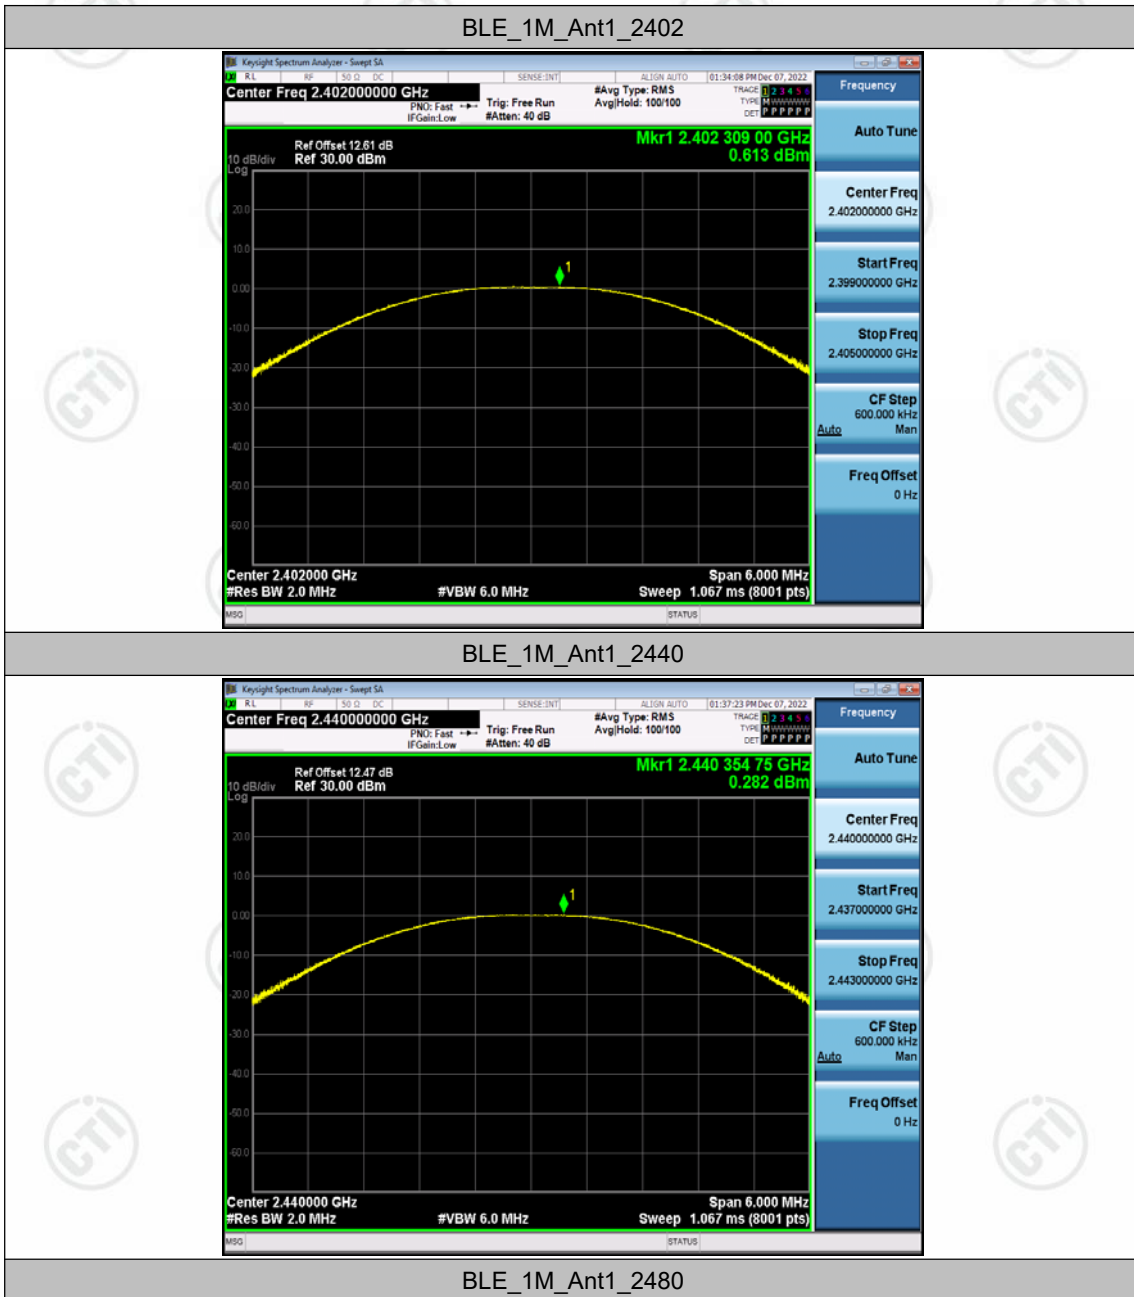 BLE_1M_Ant1_2402
Keysight Spectrum Analyzer - Swept SA
RL RF 50 Ω DC SENSE:INT ALIGN AUTO 01:34:08 PM Dec 07, 2022
Center Freq 2.402000000 GHz
PNO: Fast
IFGain:Low
Trig: Free Run
#Atten: 40 dB
#Avg Type: RMS
Avg|Hold: 100/100
TRACE 1 2 3 4 5 6
TYPE M W W W W W
DET P P P P P P
Frequency
Mkr1 2.402 309 00 GHz
0.613 dBm
Ref Offset 12.61 dB
10 dB/div Ref 30.00 dBm
Log
20.0
10.0
0.00
-10.0
-20.0
-30.0
-40.0
-50.0
-60.0
1
Center 2.402000 GHz
Span 6.000 MHz
#Res BW 2.0 MHz
#VBW 6.0 MHz
Sweep 1.067 ms (8001 pts)
MSG
STATUS
Auto Tune
Center Freq
2.402000000 GHz
Start Freq
2.399000000 GHz
Stop Freq
2.405000000 GHz
CF Step
600.000 kHz
Auto Man
Freq Offset
0 Hz
CTI
CTI
BLE_1M_Ant1_2440
Keysight Spectrum Analyzer - Swept SA
RL RF 50 Ω DC SENSE:INT ALIGN AUTO 01:37:23 PM Dec 07, 2022
Center Freq 2.440000000 GHz
PNO: Fast
IFGain:Low
Trig: Free Run
#Atten: 40 dB
#Avg Type: RMS
Avg|Hold: 100/100
TRACE 1 2 3 4 5 6
TYPE M W W W W W
DET P P P P P P
Frequency
Mkr1 2.440 354 75 GHz
0.282 dBm
Ref Offset 12.47 dB
10 dB/div Ref 30.00 dBm
Log
20.0
10.0
0.00
-10.0
-20.0
-30.0
-40.0
-50.0
-60.0
1
Center 2.440000 GHz
Span 6.000 MHz
#Res BW 2.0 MHz
#VBW 6.0 MHz
Sweep 1.067 ms (8001 pts)
MSG
STATUS
Auto Tune
Center Freq
2.440000000 GHz
Start Freq
2.437000000 GHz
Stop Freq
2.443000000 GHz
CF Step
600.000 kHz
Auto Man
Freq Offset
0 Hz
CTI
CTI
CTI
CTI
BLE_1M_Ant1_2480